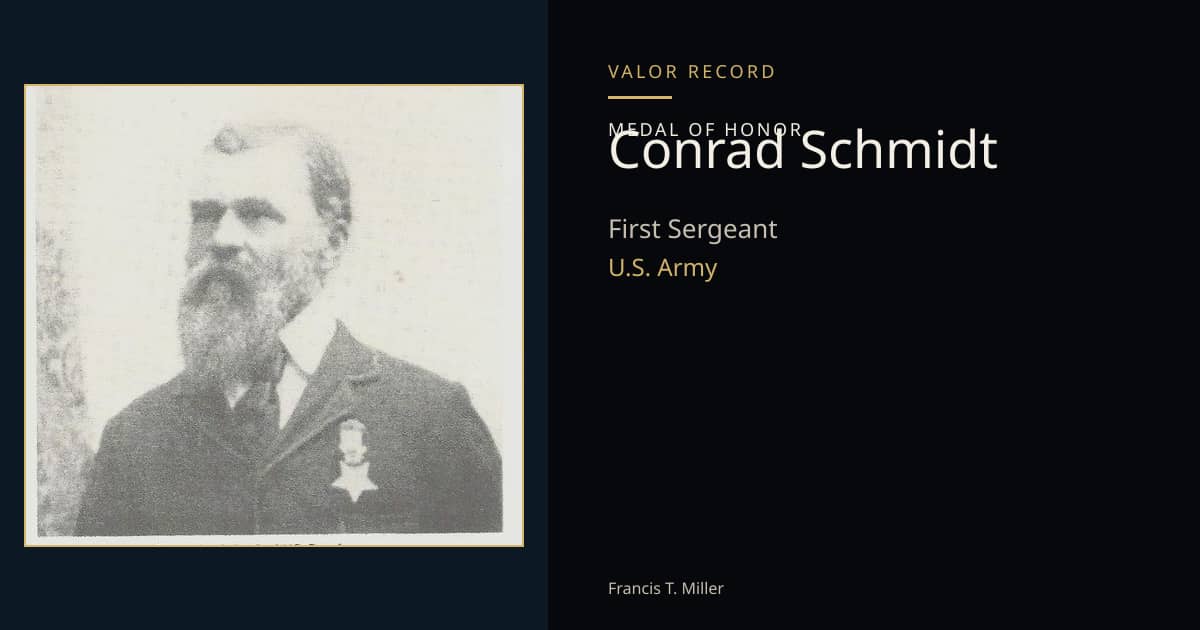 VALOR RECORD
MEDAL OF HONOR
Conrad Schmidt
First Sergeant
U.S. Army
Francis T. Miller